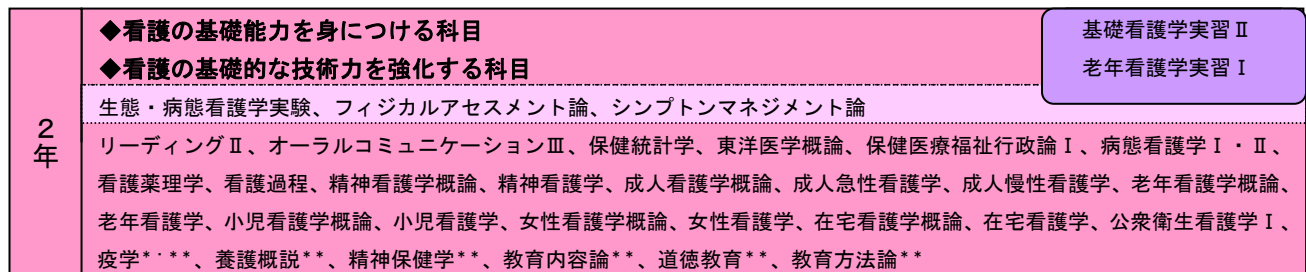 2年
◆看護の基礎能力を身につける科目
◆看護の基礎的な技術力を強化する科目
基礎看護学実習Ⅱ
老年看護学実習Ⅰ
生態・病態看護学実験、フィジカルアセスメント論、シンプトンマネジメント論
リーディングⅡ、オーラルコミュニケーションⅢ、保健統計学、東洋医学概論、保健医療福祉行政論Ⅰ、病態看護学Ⅰ・Ⅱ、
看護薬理学、看護過程、精神看護学概論、精神看護学、成人看護学概論、成人急性看護学、成人慢性看護学、老年看護学概論、
老年看護学、小児看護学概論、小児看護学、女性看護学概論、女性看護学、在宅看護学概論、在宅看護学、公衆衛生看護学Ⅰ、
疫学*・**、養護概説**、精神保健学**、教育内容論**、道徳教育**、教育方法論**